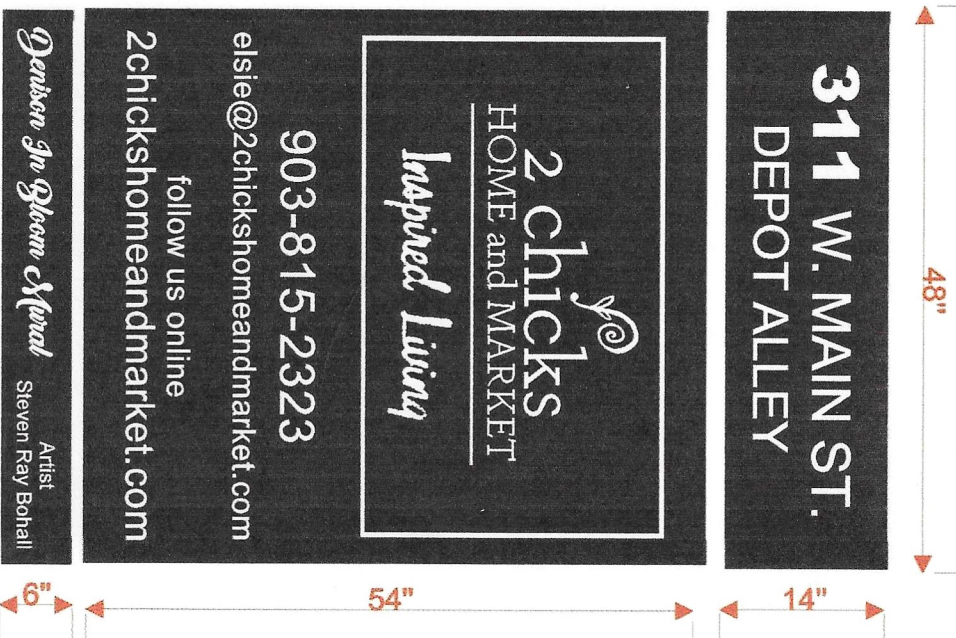 311 W. MAIN ST.
DEPOT ALLEY
2 chicks
HOME and MARKET
Inspired Living
903-815-2323
elsie@2chickshomeandmarket.com
follow us online
2chickshomeandmarket.com
Denison In Bloom Mural
Artist
Steven Ray Bohall
48"
14"
54"
6"